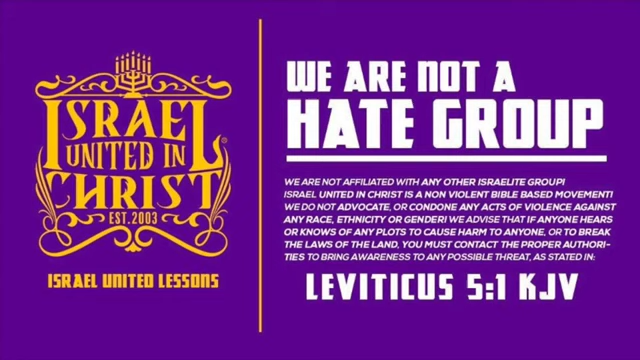 ISRAEL
UNITED IN
CHRIST
EST. 2003
ISRAEL UNITED LESSONS
WE ARE NOT A
HATE GROUP
WE ARE NOT AFFILIATED WITH ANY OTHER ISRAELITE GROUP!
ISRAEL UNITED IN CHRIST IS A NON VIOLENT BIBLE BASED MOVEMENT!
WE DO NOT ADVOCATE, OR CONDONE ANY ACTS OF VIOLENCE AGAINST
ANY RACE, ETHNICITY OR GENDER! WE ADVISE THAT IF ANYONE HEARS
OR KNOWS OF ANY PLOTS TO CAUSE HARM TO ANYONE, OR TO BREAK
THE LAWS OF THE LAND, YOU MUST CONTACT THE PROPER AUTHORI-
TIES TO BRING AWARENESS TO ANY POSSIBLE THREAT, AS STATED IN:
LEVITICUS 5:1 KJV